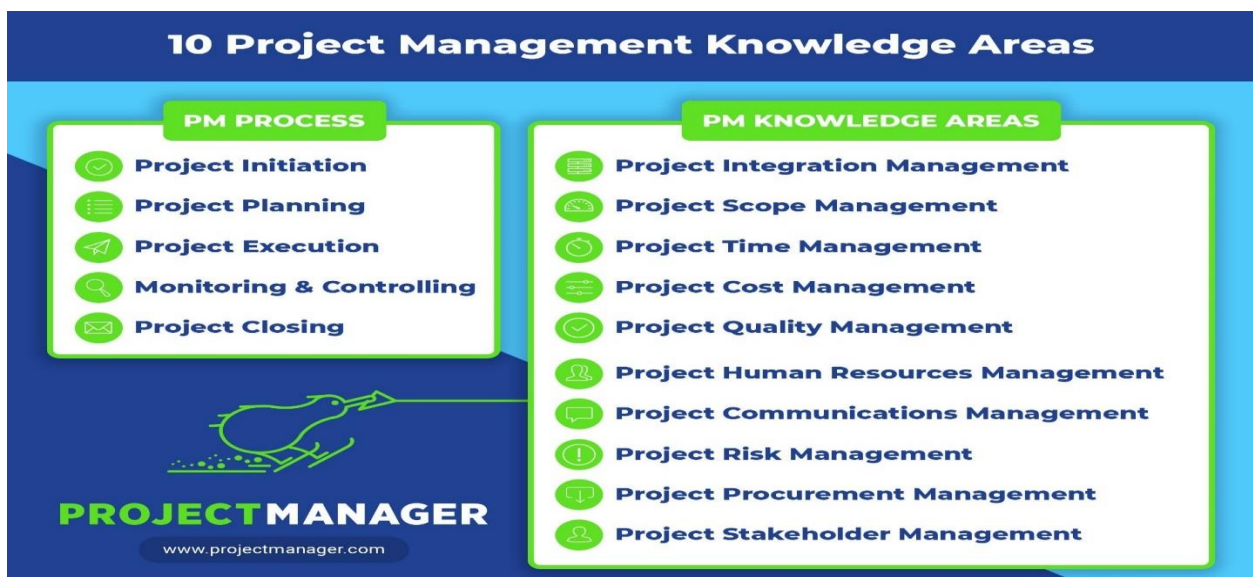 10 Project Management Knowledge Areas
PM PROCESS
Project Initiation
Project Planning
Project Execution
Monitoring & Controlling
Project Closing
PROJECTMANAGER
www.projectmanager.com
PM KNOWLEDGE AREAS
Project Integration Management
Project Scope Management
Project Time Management
Project Cost Management
Project Quality Management
Project Human Resources Management
Project Communications Management
Project Risk Management
Project Procurement Management
Project Stakeholder Management